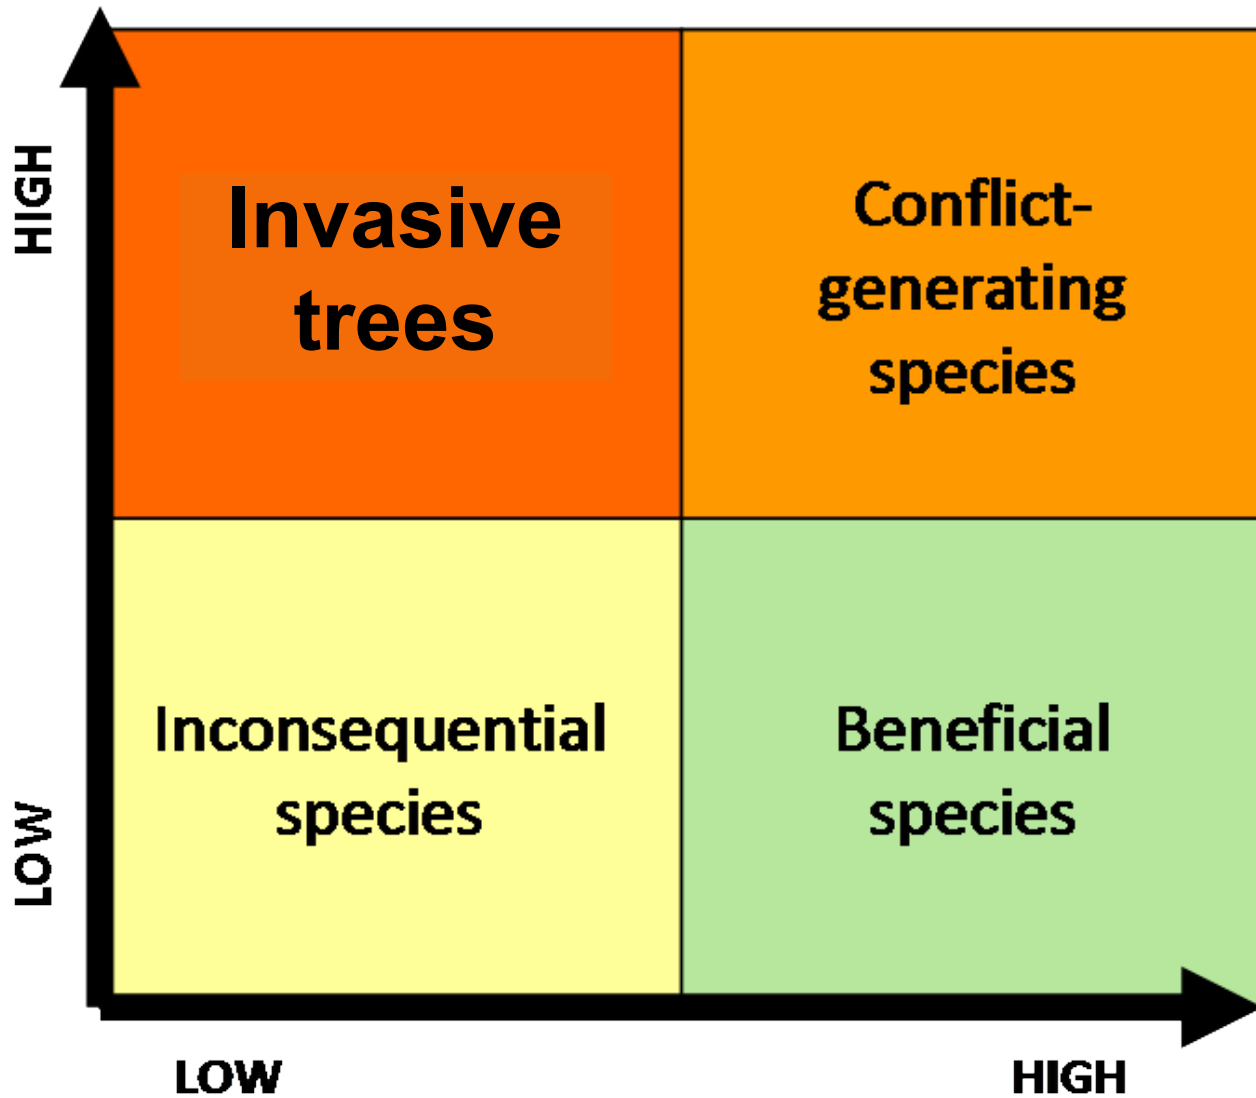 HIGH
Invasive
trees
Conflict-
generating
species
LOW
Inconsequential
species
Beneficial
species
LOW
HIGH